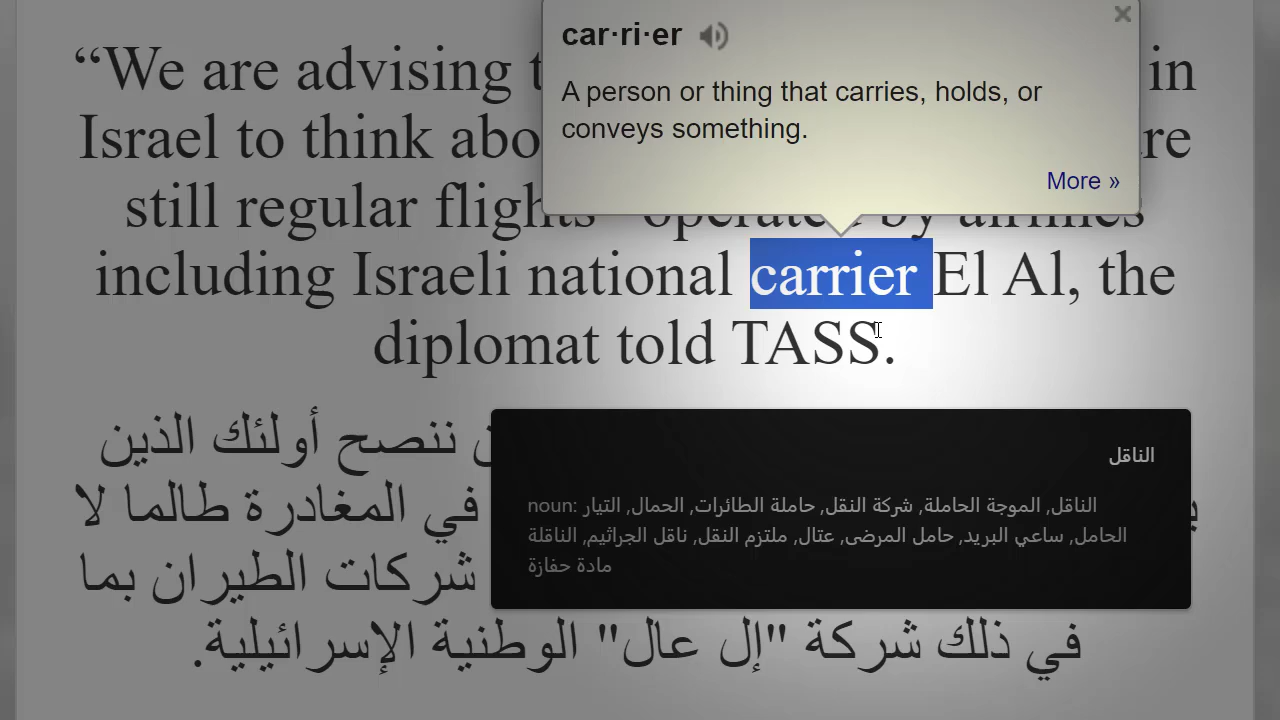 car·ri·er
A person or thing that carries, holds, or
conveys something.
More »
“We are advising in
Israel to think
still regular flights operated by airlines
including Israeli national carrier El Al, the
diplomat told TASS.
ننصح أولئك الذين
في المغادرة طالما لا
شركات الطيران بما
في ذلك شركة "إل عال" الوطنية الإسرائيلية.
الناقل
noun: الناقل, الموجة الحاملة, شركة النقل, حاملة الطائرات, الحمال, التيار
الحامل, ساعي البريد, حامل المرضى, عتال, ملتزم النقل, ناقل الجراثيم, الناقلة
مادة حفازة